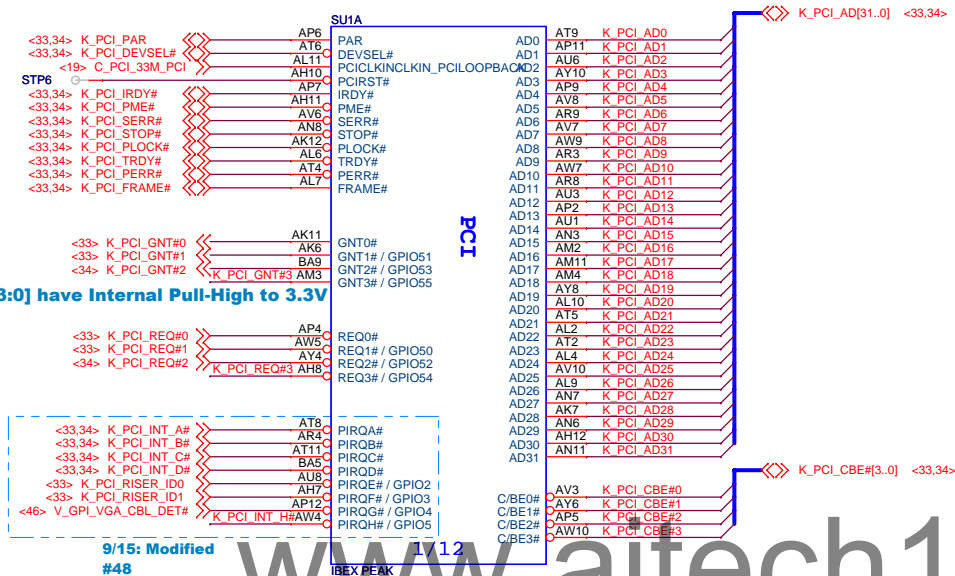 SU1A
K_PCI_AD[31..0] <33,34>
<33,34> K_PCI_PAR AP6 PAR
<33,34> K_PCI_DEVSEL# AT6 DEVSEL#
<19> C_PCI_33M_PCI AL11 PCICLKINCLKIN_PCILOOPBACK
STP6 AH10 PCIRST#
<33,34> K_PCI_IRDY# AP7 IRDY#
<33,34> K_PCI_PME# AH11 PME#
<33,34> K_PCI_SERR# AV6 SERR#
<33,34> K_PCI_STOP# AN8 STOP#
<33,34> K_PCI_PLOCK# AK12 PLOCK#
<33,34> K_PCI_TRDY# AL6 TRDY#
<33,34> K_PCI_PERR# AT4 PERR#
<33,34> K_PCI_FRAME# AL7 FRAME#
<33> K_PCI_GNT#0 AK11 GNT0#
<33> K_PCI_GNT#1 AK6 GNT1# / GPIO51
<34> K_PCI_GNT#2 BA9 GNT2# / GPIO53
K_PCI_GNT#3 AM3 GNT3# / GPIO55
3:0] have Internal Pull-High to 3.3V
<33> K_PCI_REQ#0 AP4 REQ0#
<33> K_PCI_REQ#1 AW5 REQ1# / GPIO50
<34> K_PCI_REQ#2 AY4 REQ2# / GPIO52
K_PCI_REQ#3 AH8 REQ3# / GPIO54
<33,34> K_PCI_INT_A# AT8 PIRQA#
<33,34> K_PCI_INT_B# AR4 PIRQB#
<33,34> K_PCI_INT_C# AT11 PIRQC#
<33,34> K_PCI_INT_D# BA5 PIRQD#
<33> K_PCI_RISER_ID0 AU8 PIRQE# / GPIO2
<33> K_PCI_RISER_ID1 AH7 PIRQF# / GPIO3
<46> V_GPI_VGA_CBL_DET# AP12 PIRQG# / GPIO4
K_PCI_INT_H# AW4 PIRQH# / GPIO5
9/15: Modified
#48
PCI
AD0 AT9 K_PCI_AD0
AD1 AP11 K_PCI_AD1
AD2 AU6 K_PCI_AD2
AD3 AY10 K_PCI_AD3
AD4 AP9 K_PCI_AD4
AD5 AV8 K_PCI_AD5
AD6 AR9 K_PCI_AD6
AD7 AV7 K_PCI_AD7
AD8 AW9 K_PCI_AD8
AD9 AR3 K_PCI_AD9
AD10 AW7 K_PCI_AD10
AD11 AR8 K_PCI_AD11
AD12 AU3 K_PCI_AD12
AD13 AP2 K_PCI_AD13
AD14 AU1 K_PCI_AD14
AD15 AN3 K_PCI_AD15
AD16 AM2 K_PCI_AD16
AD17 AM11 K_PCI_AD17
AD18 AM4 K_PCI_AD18
AD19 AY8 K_PCI_AD19
AD20 AL10 K_PCI_AD20
AD21 AT5 K_PCI_AD21
AD22 AL2 K_PCI_AD22
AD23 AT2 K_PCI_AD23
AD24 AL4 K_PCI_AD24
AD25 AV10 K_PCI_AD25
AD26 AL9 K_PCI_AD26
AD27 AN7 K_PCI_AD27
AD28 AK7 K_PCI_AD28
AD29 AN6 K_PCI_AD29
AD30 AH12 K_PCI_AD30
AD31 AN11 K_PCI_AD31
K_PCI_CBE#[3..0] <33,34>
C/BE0# AV3 K_PCI_CBE#0
C/BE1# AY6 K_PCI_CBE#1
C/BE2# AP5 K_PCI_CBE#2
C/BE3# AW10 K_PCI_CBE#3
1/12
IBEX PEAK
www.aitech1